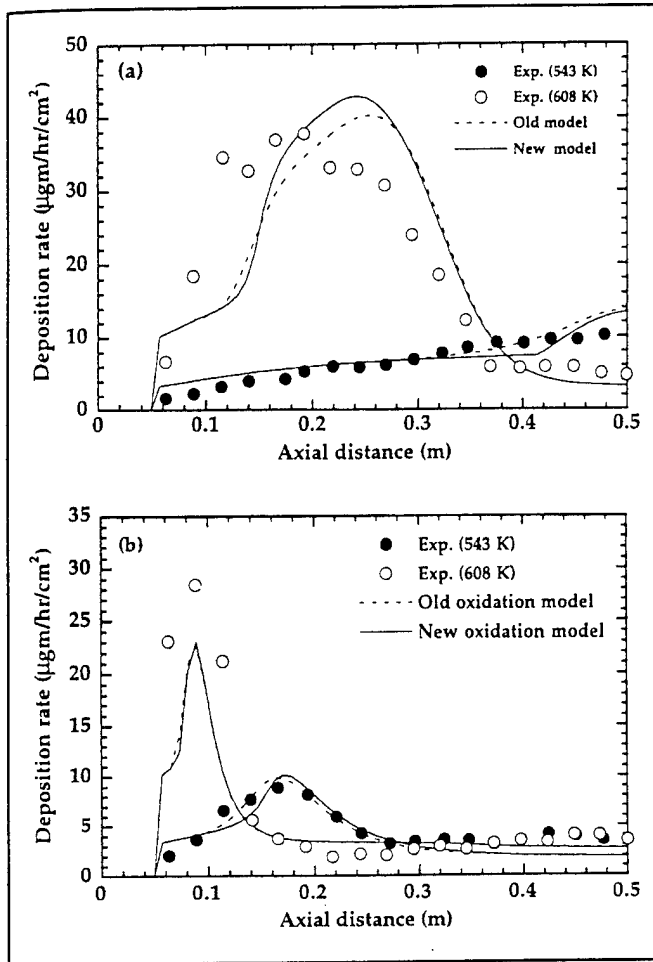 50
40
30
20
10
0
Deposition rate (µgm/hr/cm²)
(a)
Exp. (543 K)
Exp. (608 K)
Old model
New model
0 0.1 0.2 0.3 0.4 0.5
Axial distance (m)
35
30
25
20
15
10
5
0
Deposition rate (µgm/hr/cm²)
(b)
Exp. (543 K)
Exp. (608 K)
Old oxidation model
New oxidation model
0 0.1 0.2 0.3 0.4 0.5
Axial distance (m)